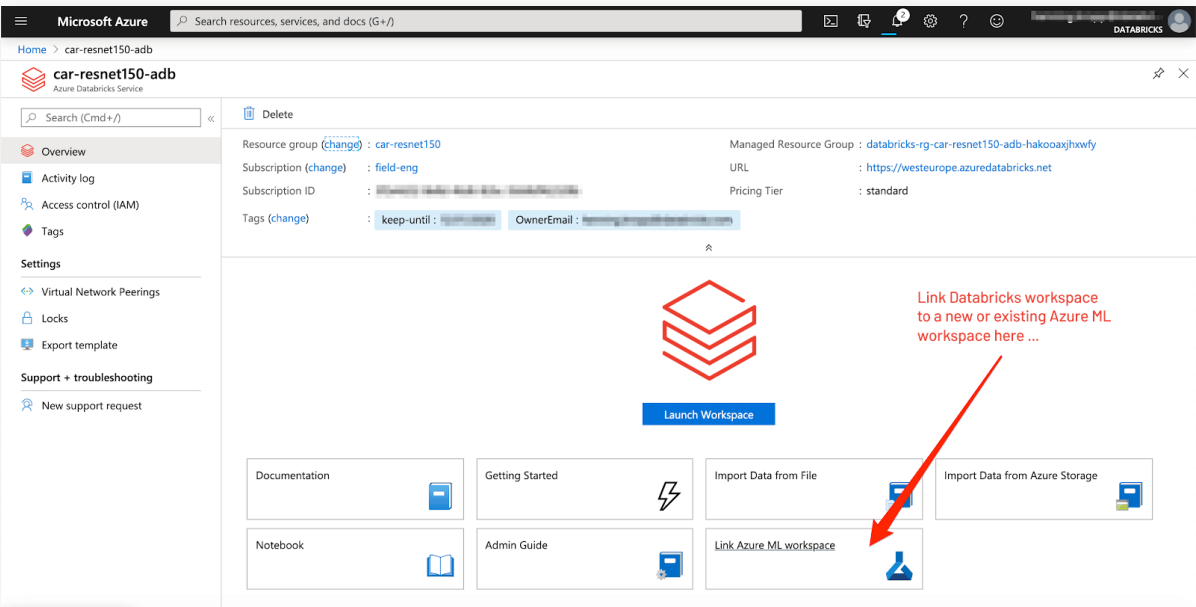 Microsoft Azure
Search resources, services, and docs (G+/)
2
DATABRICKS
Home > car-resnet150-adb
car-resnet150-adb
Azure Databricks Service
Search (Cmd+/)
«
Overview
Activity log
Access control (IAM)
Tags
Settings
Virtual Network Peerings
Locks
Export template
Support + troubleshooting
New support request
Delete
Resource group (change) : car-resnet150
Managed Resource Group : databricks-rg-car-resnet150-adb-hakooaxjhxwfy
Subscription (change) : field-eng
URL : https://westeurope.azuredatabricks.net
Subscription ID :
Pricing Tier : standard
Tags (change) : keep-until : OwnerEmail :
Link Databricks workspace
to a new or existing Azure ML
workspace here ...
Launch Workspace
Documentation
Getting Started
Import Data from File
Import Data from Azure Storage
Notebook
Admin Guide
Link Azure ML workspace